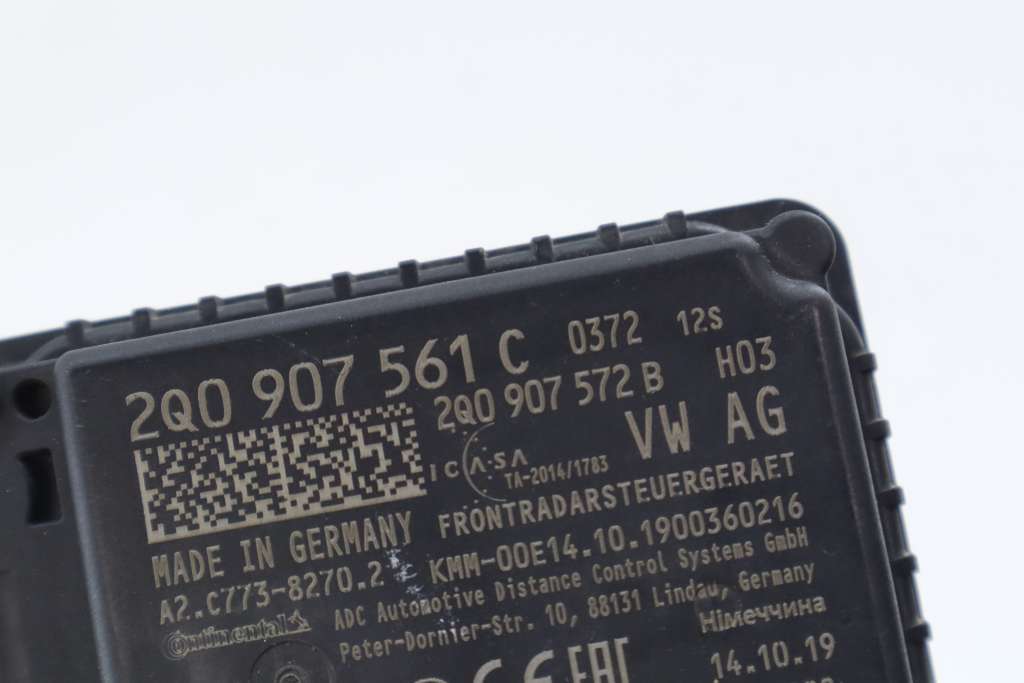 2Q0 907 561 C 0372 12S
2Q0 907 572 B H03
VW AG
ICASA
TA-2014/1783
FRONTRADARSTEUERGERAET
MADE IN GERMANY
KMM-00E14.10.1900360216
A2.C773-8270.2
ADC Automotive Distance Control Systems GmbH
Continental
Peter-Dornier-Str. 10, 88131 Lindau, Germany
Німеччина
CE EAC
14.10.19